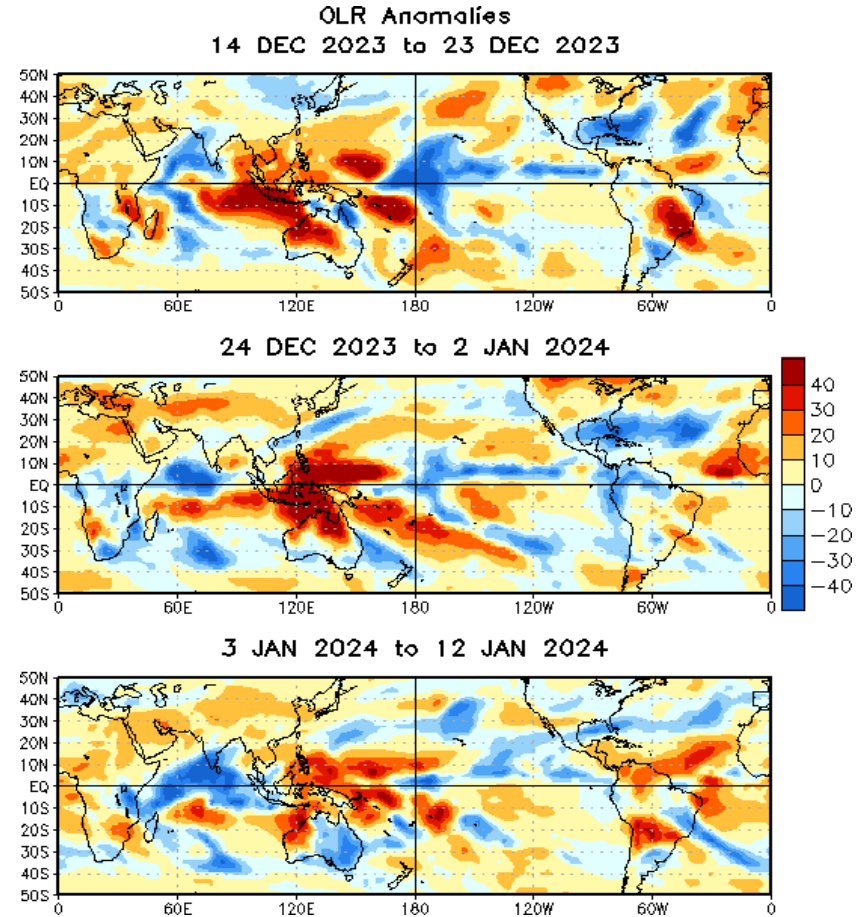 OLR Anomalies
14 DEC 2023 to 23 DEC 2023
50N
40N
30N
20N
10N
EQ
10S
20S
30S
40S
50S
0 60E 120E 180 120W 60W 0
24 DEC 2023 to 2 JAN 2024
50N
40N
30N
20N
10N
EQ
10S
20S
30S
40S
50S
0 60E 120E 180 120W 60W 0
40
30
20
10
0
−10
−20
−30
−40
3 JAN 2024 to 12 JAN 2024
50N
40N
30N
20N
10N
EQ
10S
20S
30S
40S
50S
0 60E 120E 180 120W 60W 0